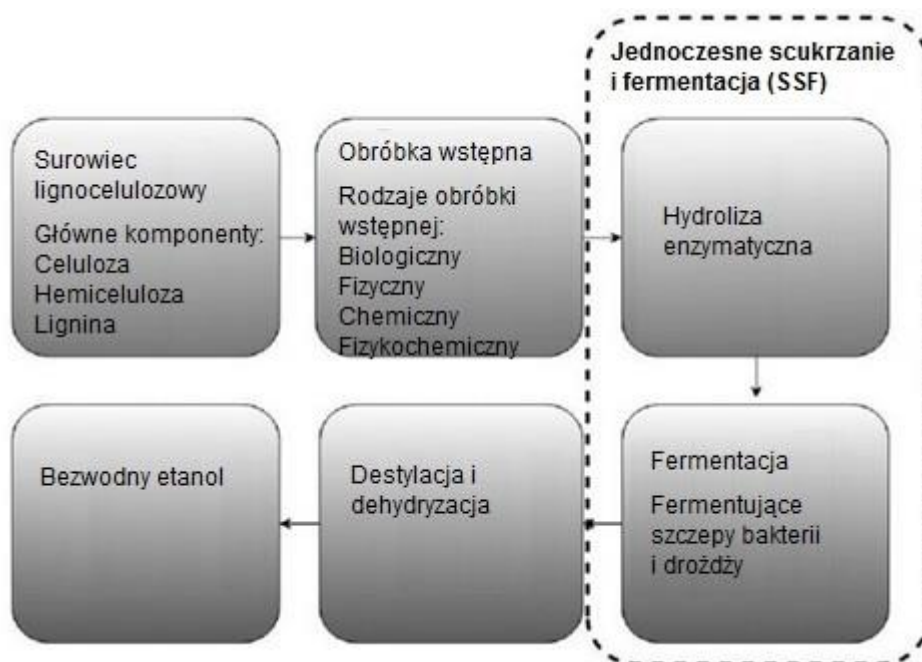 Jednoczesne scukrzanie
i fermentacja (SSF)
Surowiec
lignocelulozowy
Główne komponenty:
Celuloza
Hemiceluloza
Lignina
Obróbka wstępna
Rodzaje obróbki
wstępnej:
Biologiczny
Fizyczny
Chemiczny
Fizykochemiczny
Hydroliza
enzymatyczna
Fermentacja
Fermentujące
szczepy bakterii
i drożdży
Destylacja i
dehydryzacja
Bezwodny etanol